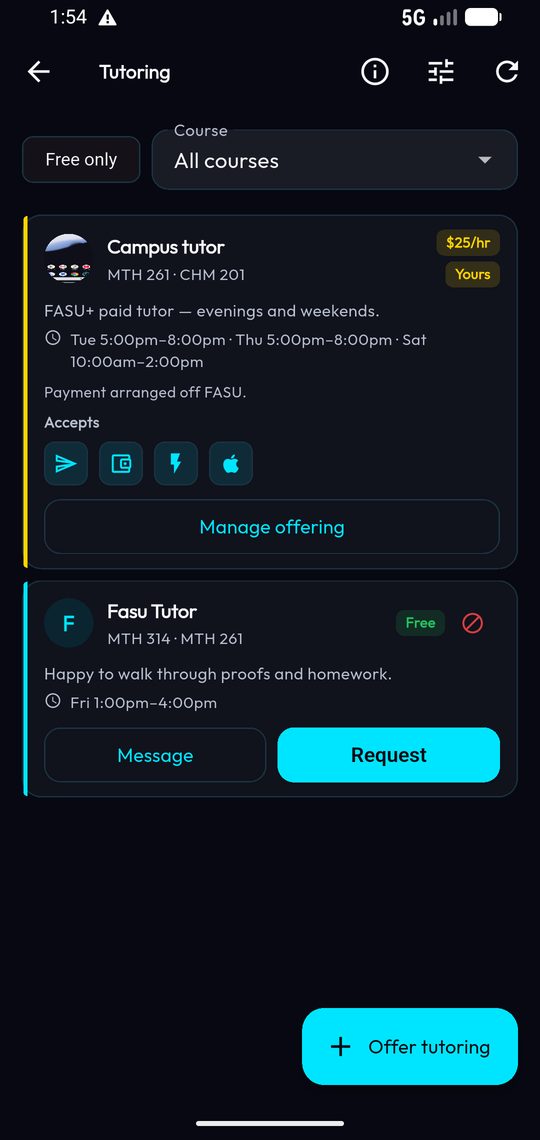 1:54
5G
Tutoring
Course
Free only
All courses
Campus tutor
$25/hr
MTH 261 · CHM 201
Yours
FASU+ paid tutor — evenings and weekends.
Tue 5:00pm–8:00pm · Thu 5:00pm–8:00pm · Sat
10:00am–2:00pm
Payment arranged off FASU.
Accepts
Manage offering
F
Fasu Tutor
MTH 314 · MTH 261
Free
Happy to walk through proofs and homework.
Fri 1:00pm–4:00pm
Message
Request
Offer tutoring